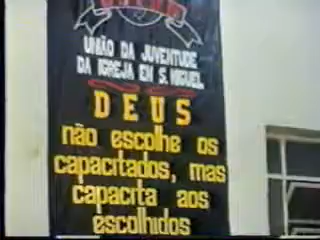 UNIÃO DA JUVENTUDE
DA IGREJA EM S. MIGUEL
DEUS
não escolhe os
capacitados, mas
capacita aos
escolhidos